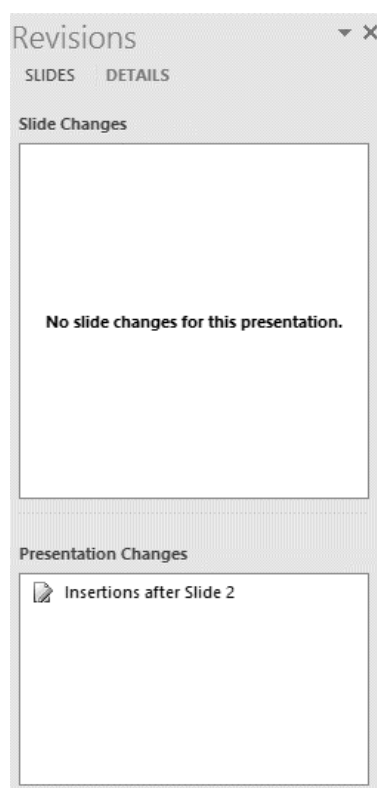 Revisions
SLIDES DETAILS
Slide Changes
No slide changes for this presentation.
Presentation Changes
Insertions after Slide 2